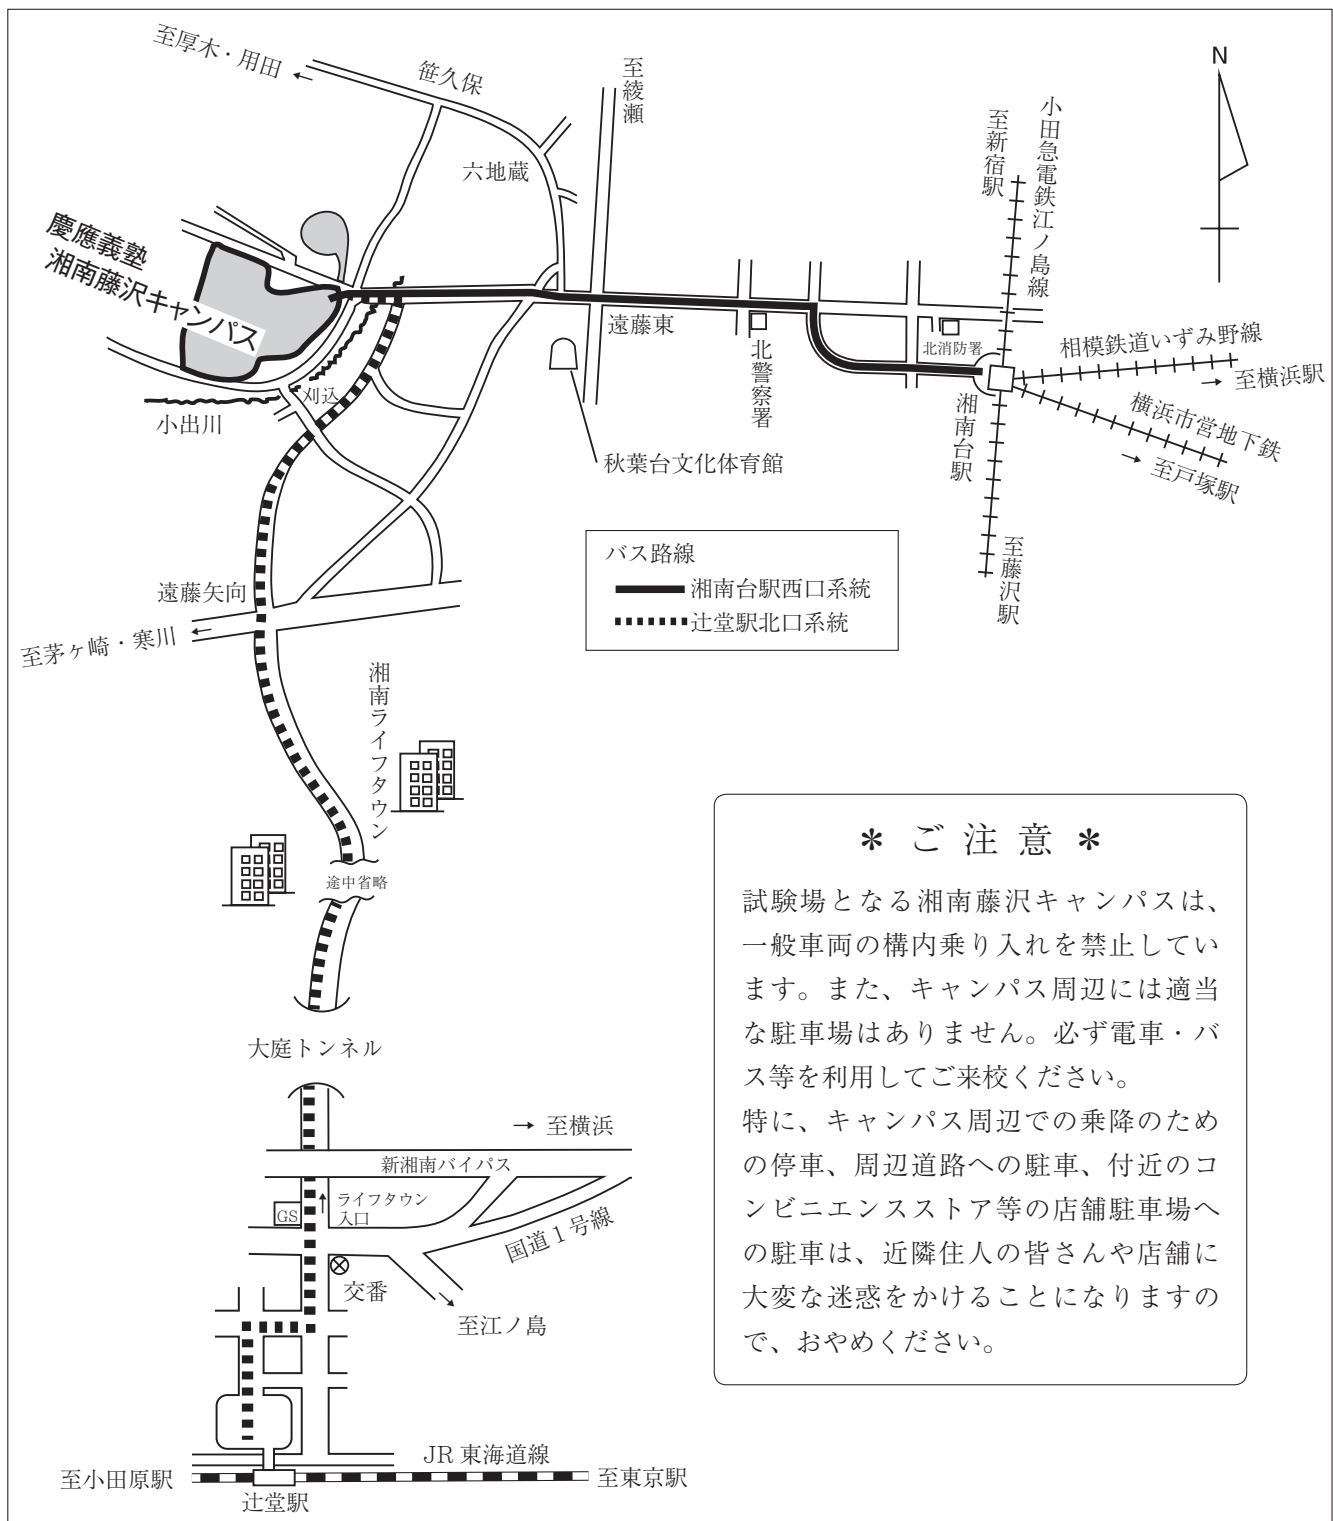 至厚木・用田
←
笹久保
至綾瀬
六地蔵
N
至新宿駅
小田急電鉄江ノ島線
慶應義塾
湘南藤沢キャンパス
遠藤東
北警察署
北消防署
相模鉄道いずみ野線
→ 至横浜駅
横浜市営地下鉄
→ 至戸塚駅
湘南台駅
至藤沢駅
刈込
小出川
秋葉台文化体育館
バス路線
湘南台駅西口系統
辻堂駅北口系統
遠藤矢向
←
至茅ヶ崎・寒川
湘南ライフタウン
途中省略
大庭トンネル
→ 至横浜
新湘南バイパス
GS
↑
ライフタウン
入口
国道1号線
交番
至江ノ島
JR 東海道線
至小田原駅
至東京駅
辻堂駅
＊ ご 注 意 ＊
試験場となる湘南藤沢キャンパスは、
一般車両の構内乗り入れを禁止してい
ます。また、キャンパス周辺には適当
な駐車場はありません。必ず電車・バ
ス等を利用してご来校ください。
特に、キャンパス周辺での乗降のため
の停車、周辺道路への駐車、付近のコ
ンビニエンスストア等の店舗駐車場へ
の駐車は、近隣住人の皆さんや店舗に
大変な迷惑をかけることになりますの
で、おやめください。